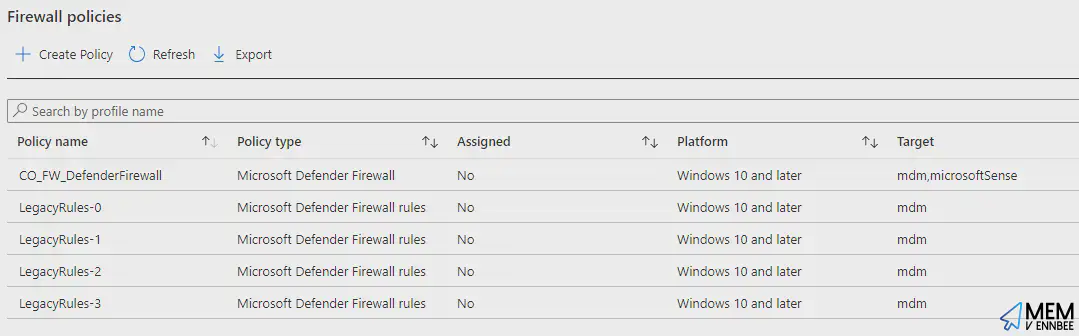 Firewall policies
Create Policy Refresh Export
Search by profile name
Policy name Policy type Assigned Platform Target
CO_FW_DefenderFirewall Microsoft Defender Firewall No Windows 10 and later mdm,microsoftSense
LegacyRules-0 Microsoft Defender Firewall rules No Windows 10 and later mdm
LegacyRules-1 Microsoft Defender Firewall rules No Windows 10 and later mdm
LegacyRules-2 Microsoft Defender Firewall rules No Windows 10 and later mdm
LegacyRules-3 Microsoft Defender Firewall rules No Windows 10 and later mdm
MEM
V ENNBEE